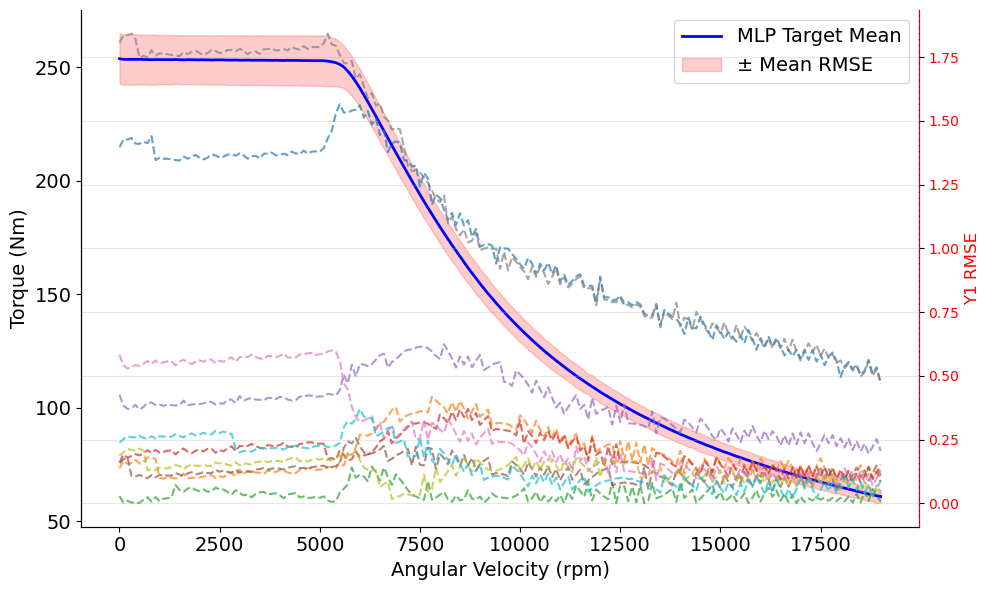 MLP Target Mean
± Mean RMSE
Torque (Nm)
250
200
150
100
50
1.75
1.50
1.25
1.00
0.75
0.50
0.25
0.00
Y1 RMSE
0 2500 5000 7500 10000 12500 15000 17500
Angular Velocity (rpm)